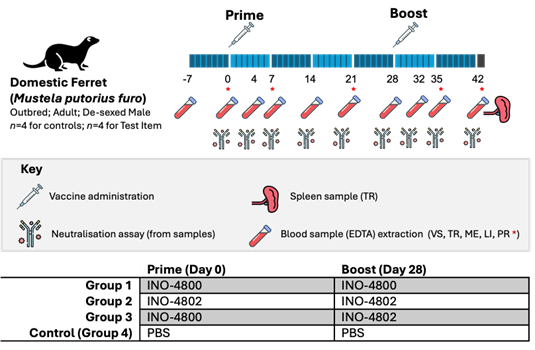 Prime
Boost
-7 0 4 7 14 21 28 32 35 42
* * * * *
Domestic Ferret
(Mustela putorius furo)
Outbred; Adult; De-sexed Male
n=4 for controls; n=4 for Test Item
Key
Vaccine administration
Spleen sample (TR)
Neutralisation assay (from samples)
Blood sample (EDTA) extraction (VS, TR, ME, LI, PR *)
Prime (Day 0) Boost (Day 28)
Group 1 INO-4800 INO-4800
Group 2 INO-4802 INO-4802
Group 3 INO-4800 INO-4802
Control (Group 4) PBS PBS